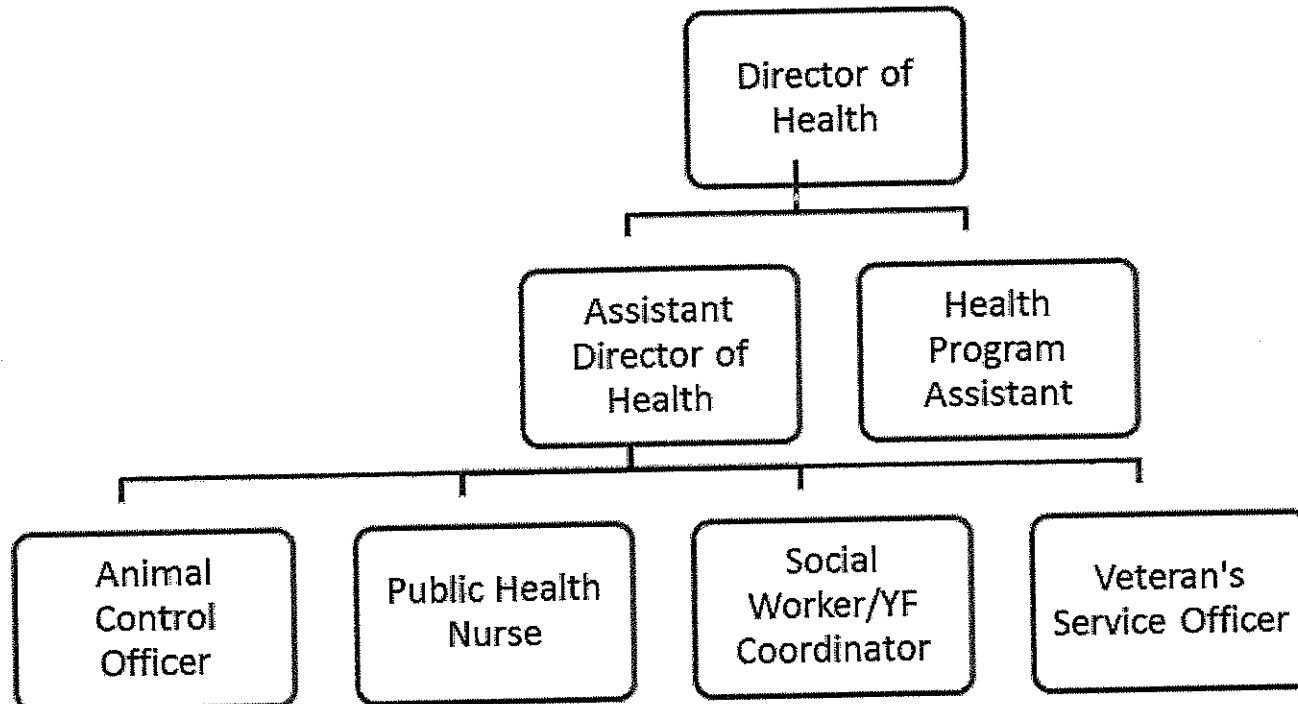 Director of
Health
Assistant
Director of
Health
Health
Program
Assistant
Animal
Control
Officer
Public Health
Nurse
Social
Worker/YF
Coordinator
Veteran's
Service Officer